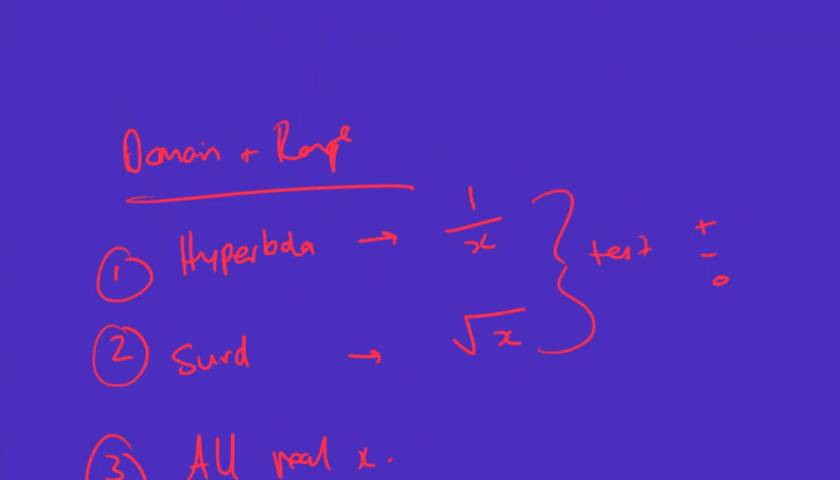 Domain + Range
① Hyperbola → 1/x
② Surd → √x
} test + - 0
③ All real x.